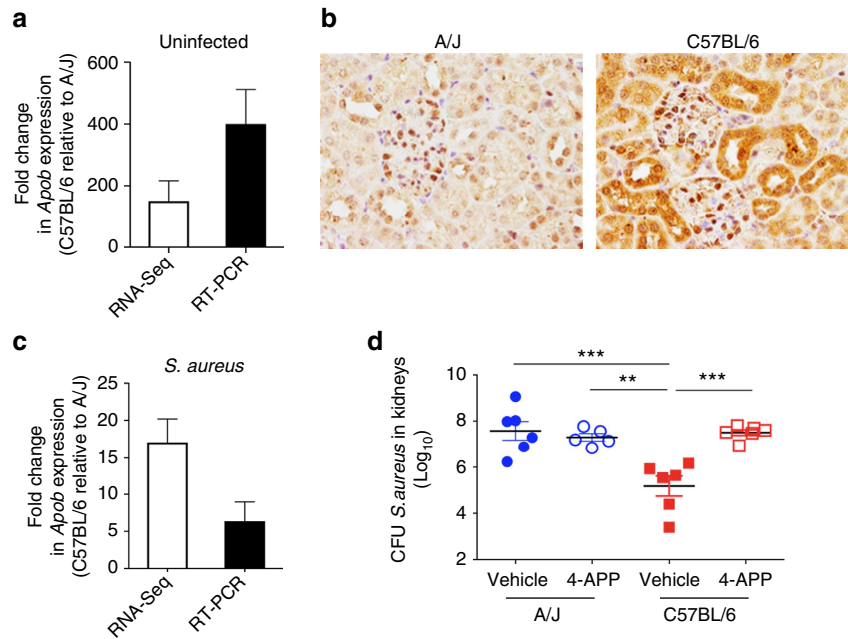 a
Uninfected
Fold change
in Apob expression
(C57BL/6 relative to A/J)
600
400
200
0
RNA-Seq
RT-PCR
b
A/J
C57BL/6
c
S. aureus
Fold change
in Apob expression
(C57BL/6 relative to A/J)
25
20
15
10
5
0
RNA-Seq
RT-PCR
d
CFU S.aureus in kidneys
(Log10)
10
8
6
4
2
***
**
***
Vehicle 4-APP Vehicle 4-APP
A/J C57BL/6